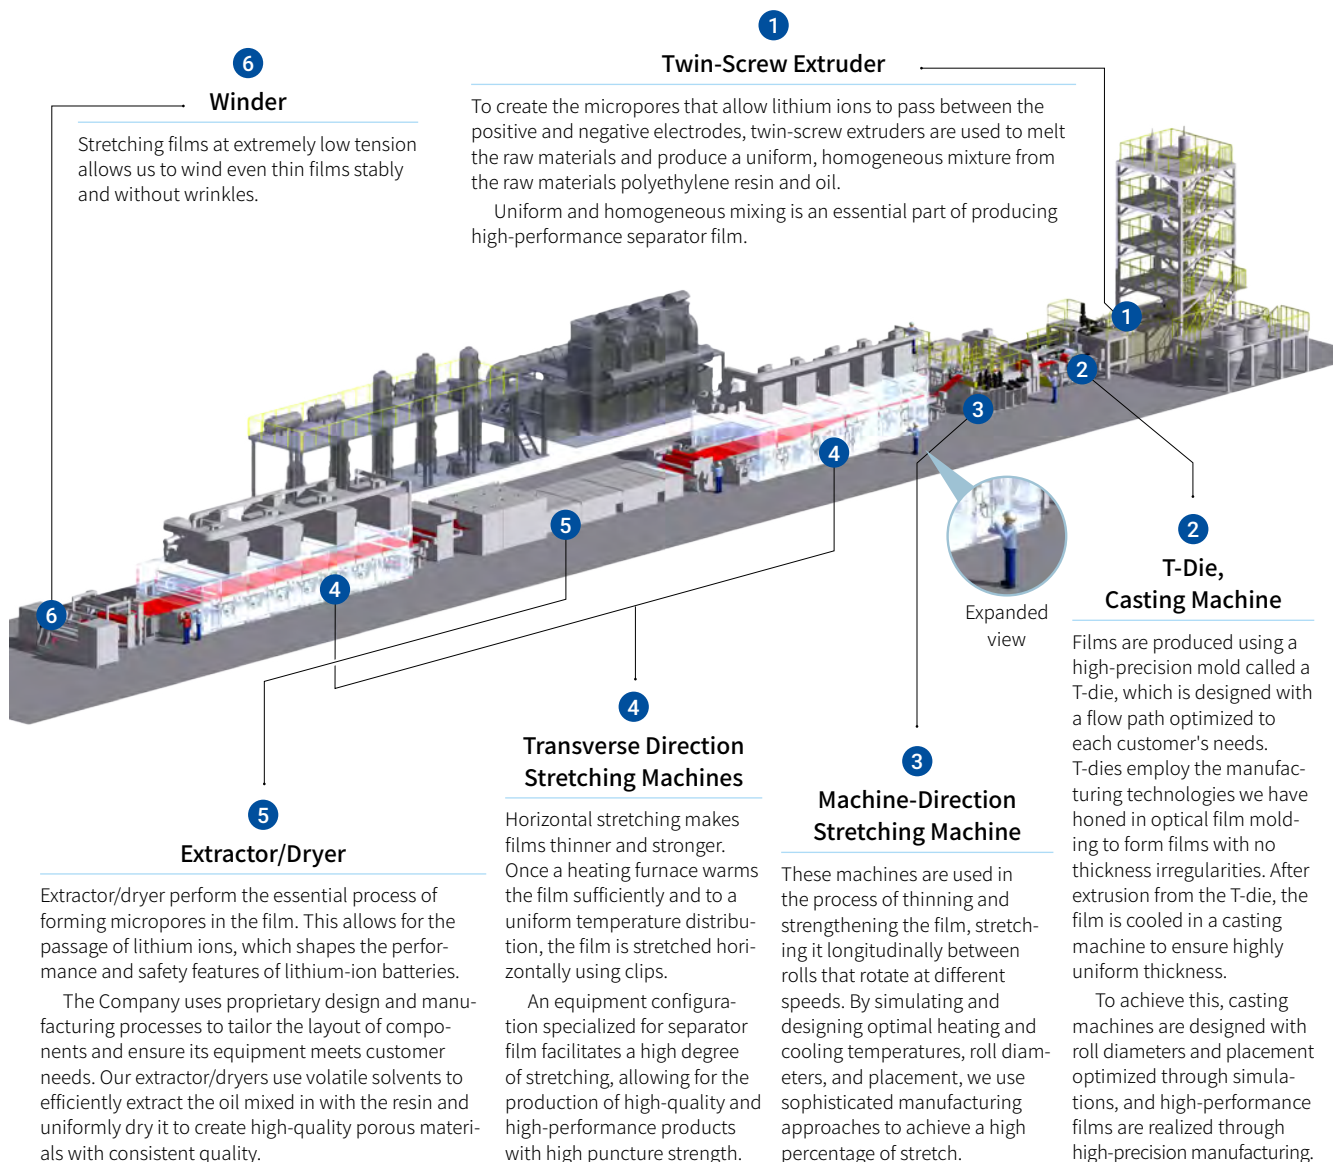 1
Twin-Screw Extruder
To create the micropores that allow lithium ions to pass between the
positive and negative electrodes, twin-screw extruders are used to melt
the raw materials and produce a uniform, homogeneous mixture from
the raw materials polyethylene resin and oil.
Uniform and homogeneous mixing is an essential part of producing
high-performance separator film.
6
Winder
Stretching films at extremely low tension
allows us to wind even thin films stably
and without wrinkles.
1
2
3
4
5
4
6
Expanded
view
2
T-Die,
Casting Machine
Films are produced using a
high-precision mold called a
T-die, which is designed with
a flow path optimized to
each customer's needs.
T-dies employ the manufac-
turing technologies we have
honed in optical film mold-
ing to form films with no
thickness irregularities. After
extrusion from the T-die, the
film is cooled in a casting
machine to ensure highly
uniform thickness.
To achieve this, casting
machines are designed with
roll diameters and placement
optimized through simula-
tions, and high-performance
films are realized through
high-precision manufacturing.
3
Machine-Direction
Stretching Machine
These machines are used in
the process of thinning and
strengthening the film, stretch-
ing it longitudinally between
rolls that rotate at different
speeds. By simulating and
designing optimal heating and
cooling temperatures, roll diam-
eters, and placement, we use
sophisticated manufacturing
approaches to achieve a high
percentage of stretch.
4
Transverse Direction
Stretching Machines
Horizontal stretching makes
films thinner and stronger.
Once a heating furnace warms
the film sufficiently and to a
uniform temperature distribu-
tion, the film is stretched hori-
zontally using clips.
An equipment configura-
tion specialized for separator
film facilitates a high degree
of stretching, allowing for the
production of high-quality and
high-performance products
with high puncture strength.
5
Extractor/Dryer
Extractor/dryer perform the essential process of
forming micropores in the film. This allows for the
passage of lithium ions, which shapes the perfor-
mance and safety features of lithium-ion batteries.
The Company uses proprietary design and manu-
facturing processes to tailor the layout of compo-
nents and ensure its equipment meets customer
needs. Our extractor/dryers use volatile solvents to
efficiently extract the oil mixed in with the resin and
uniformly dry it to create high-quality porous materi-
als with consistent quality.